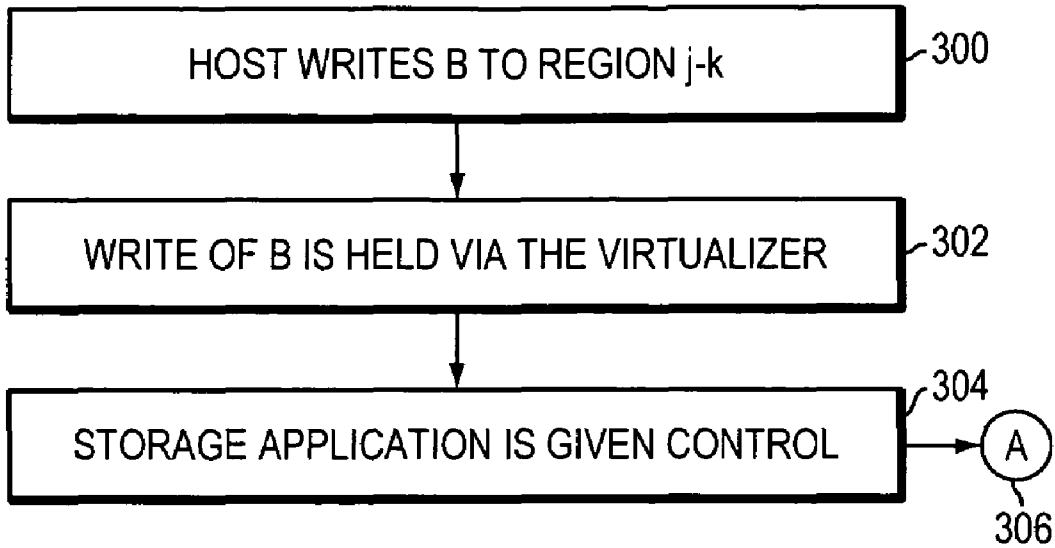 HOST WRITES B TO REGION j-k
300
WRITE OF B IS HELD VIA THE VIRTUALIZER
302
STORAGE APPLICATION IS GIVEN CONTROL
304
A
306